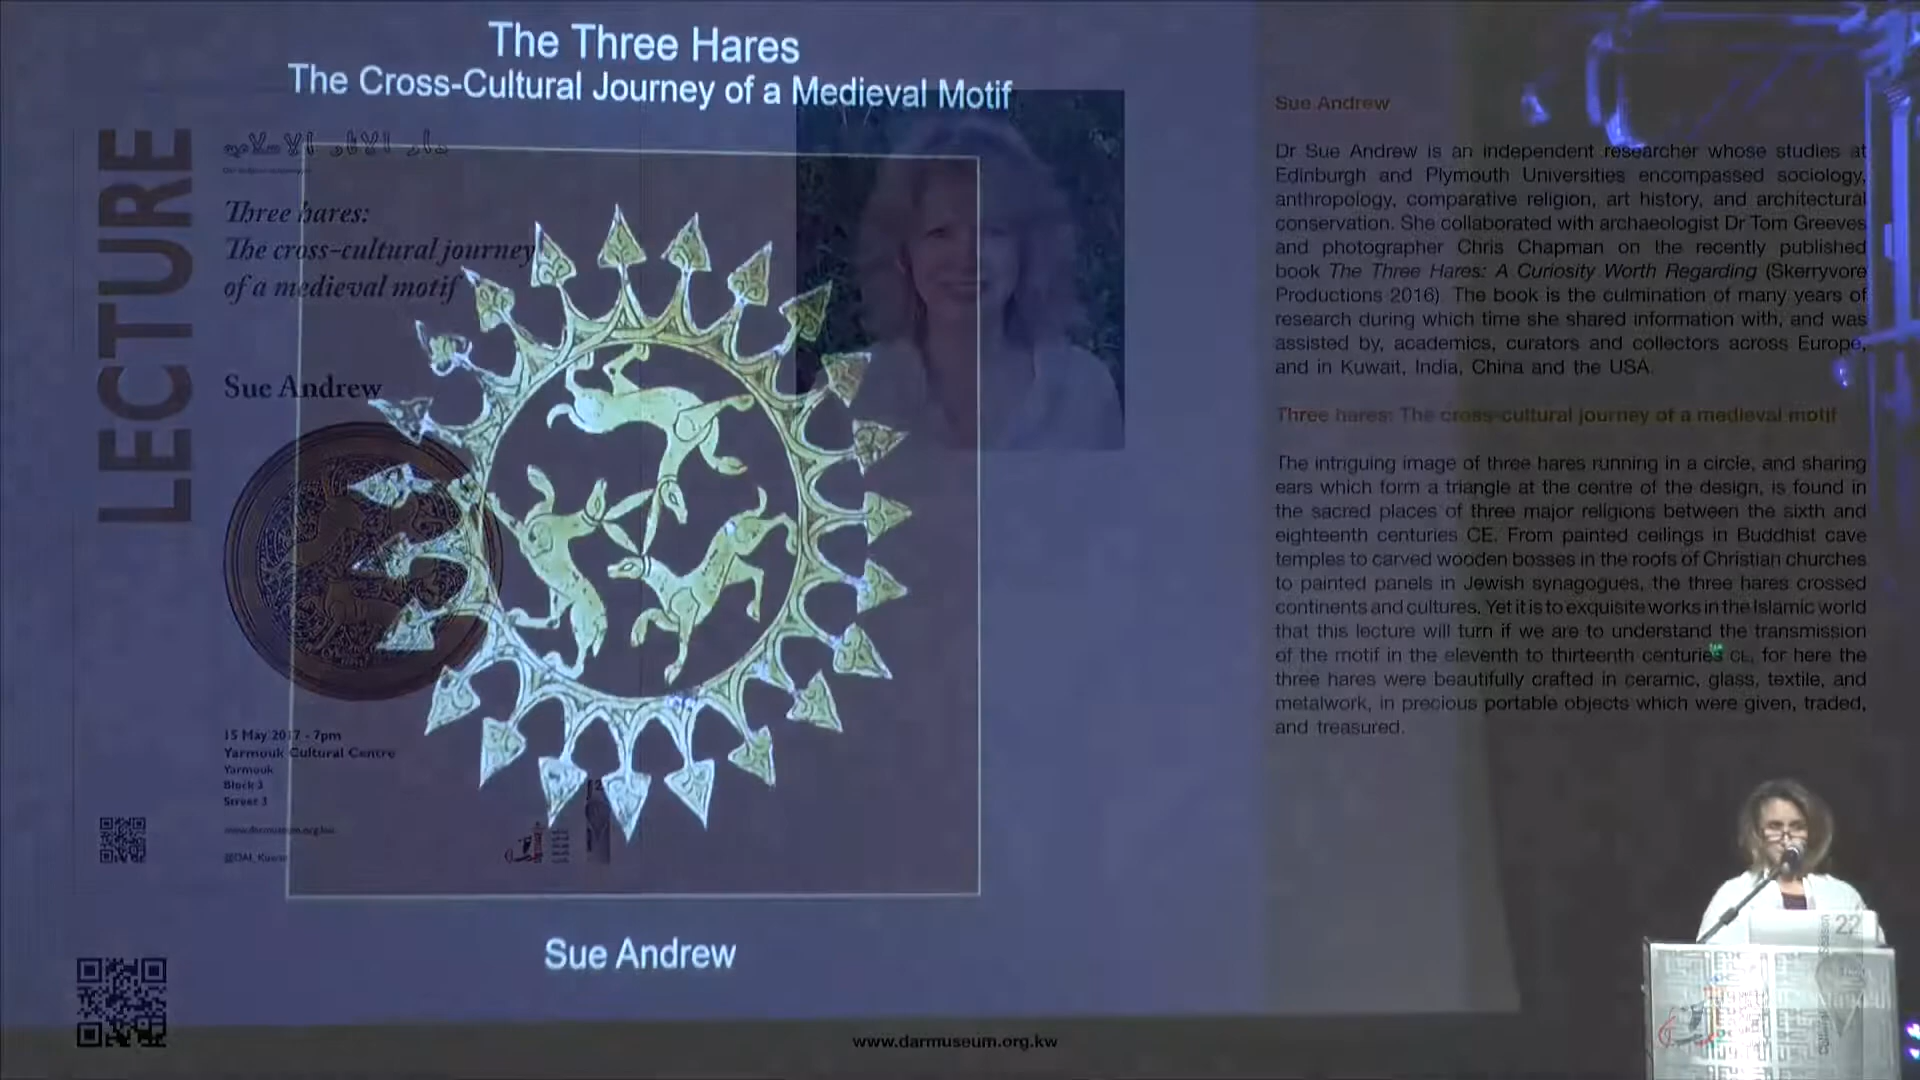 The Three Hares
The Cross-Cultural Journey of a Medieval Motif
LECTURE
دار الآثار الإسلامية
Three hares:
The cross-cultural journey
of a medieval motif
Sue Andrew
15 May 2017 - 7pm
Yarmouk Cultural Centre
Yarmouk
Block 3
Street 3
www.darmuseum.org.kw
Sue Andrew
Sue Andrew
Dr Sue Andrew is an independent researcher whose studies at
Edinburgh and Plymouth Universities encompassed sociology,
anthropology, comparative religion, art history, and architectural
conservation. She collaborated with archaeologist Dr Tom Greeves
and photographer Chris Chapman on the recently published
book The Three Hares: A Curiosity Worth Regarding (Skerryvore
Productions 2016). The book is the culmination of many years of
research during which time she shared information with, and was
assisted by, academics, curators and collectors across Europe,
and in Kuwait, India, China and the USA.
Three hares: The cross-cultural journey of a medieval motif
The intriguing image of three hares running in a circle, and sharing
ears which form a triangle at the centre of the design, is found in
the sacred places of three major religions between the sixth and
eighteenth centuries CE. From painted ceilings in Buddhist cave
temples to carved wooden bosses in the roofs of Christian churches
to painted panels in Jewish synagogues, the three hares crossed
continents and cultures. Yet it is to exquisite works in the Islamic world
that this lecture will turn if we are to understand the transmission
of the motif in the eleventh to thirteenth centuries CE, for here the
three hares were beautifully crafted in ceramic, glass, textile, and
metalwork, in precious portable objects which were given, traded,
and treasured.
www.darmuseum.org.kw
Season
22